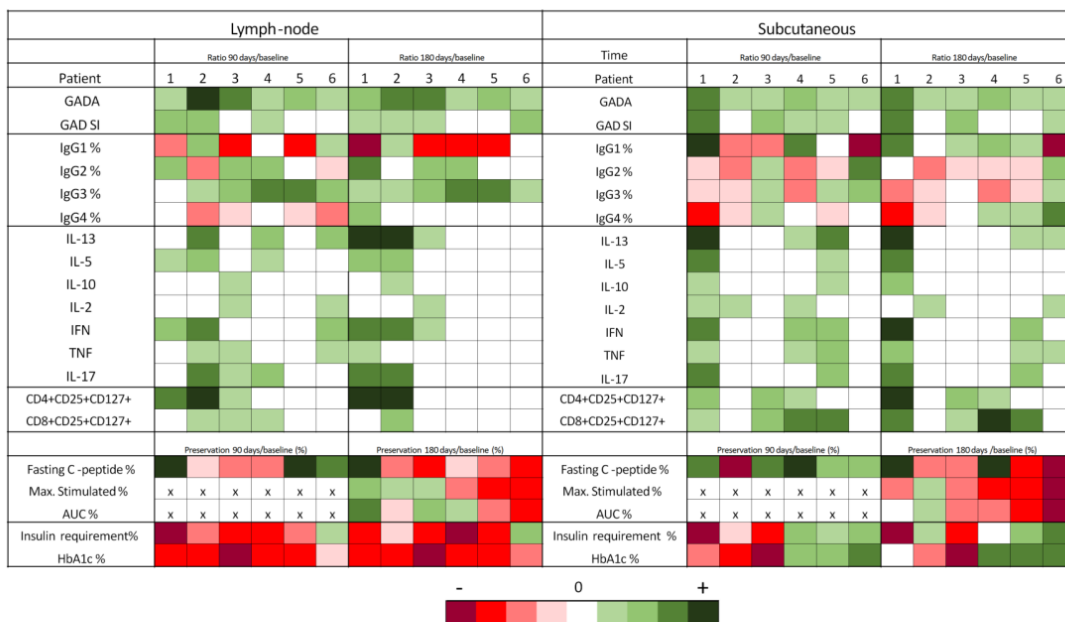 Lymph-node Subcutaneous
Ratio 90 days/baseline Ratio 180 days/baseline Time Ratio 90 days/baseline Ratio 180 days/baseline
Patient 1 2 3 4 5 6 1 2 3 4 5 6 Patient 1 2 3 4 5 6 1 2 3 4 5 6
GADA GADA
GAD SI GAD SI
IgG1 % IgG1 %
IgG2 % IgG2 %
IgG3 % IgG3 %
IgG4 % IgG4 %
IL-13 IL-13
IL-5 IL-5
IL-10 IL-10
IL-2 IL-2
IFN IFN
TNF TNF
IL-17 IL-17
CD4+CD25+CD127+ CD4+CD25+CD127+
CD8+CD25+CD127+ CD8+CD25+CD127+
Preservation 90 days/baseline (%) Preservation 180 days/baseline (%) Preservation 90 days/baseline (%) Preservation 180 days /baseline (%)
Fasting C -peptide % Fasting C -peptide %
Max. Stimulated % x x x x x x Max. Stimulated % x x x x x x
AUC % x x x x x x AUC % x x x x x x
Insulin requirement% Insulin requirement %
HbA1c % HbA1c %
- 0 +